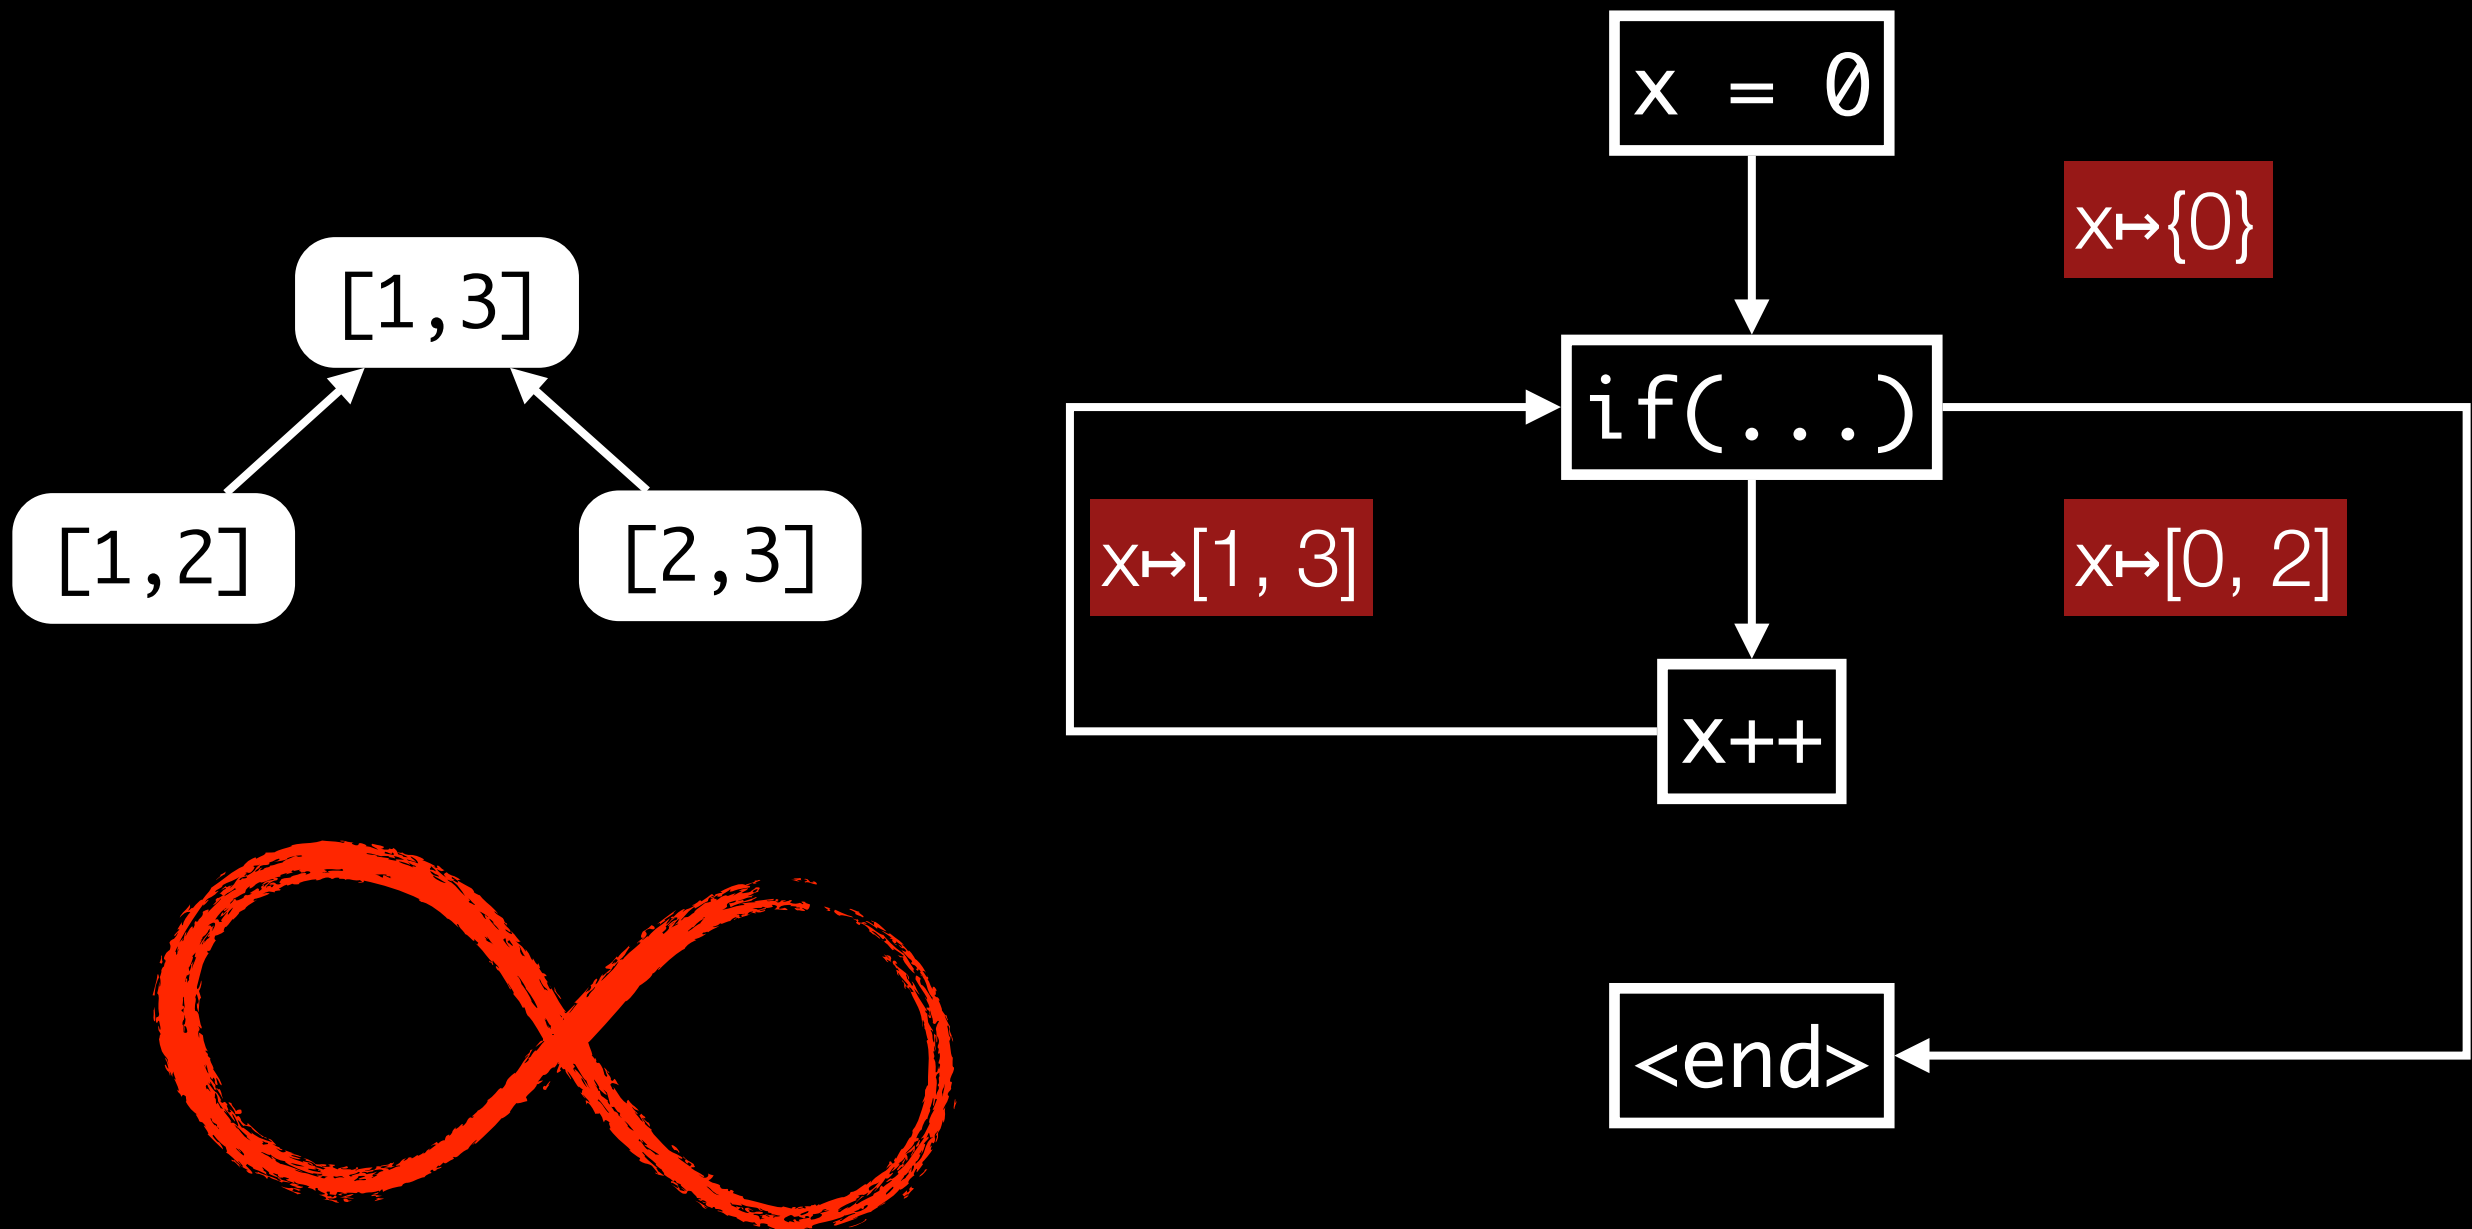 [1,3]
[1,2]
[2,3]
x = 0
x↦{0}
if(...)
x↦[1, 3]
x↦[0, 2]
x++
<end>